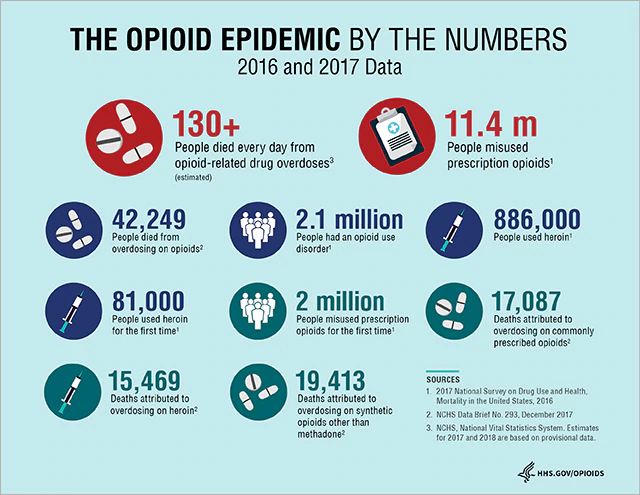 THE OPIOID EPIDEMIC BY THE NUMBERS
2016 and 2017 Data
130+
People died every day from
opioid-related drug overdoses³
(estimated)
11.4 m
People misused
prescription opioids¹
42,249
People died from
overdosing on opioids²
2.1 million
People had an opioid use
disorder¹
886,000
People used heroin¹
81,000
People used heroin
for the first time¹
2 million
People misused prescription
opioids for the first time¹
17,087
Deaths attributed to
overdosing on commonly
prescribed opioids²
15,469
Deaths attributed to
overdosing on heroin²
19,413
Deaths attributed to
overdosing on synthetic
opioids other than
methadone²
SOURCES
1. 2017 National Survey on Drug Use and Health,
Mortality in the United States, 2016
2. NCHS Data Brief No. 293, December 2017
3. NCHS, National Vital Statistics System. Estimates
for 2017 and 2018 are based on provisional data.
HHS.GOV/OPIOIDS